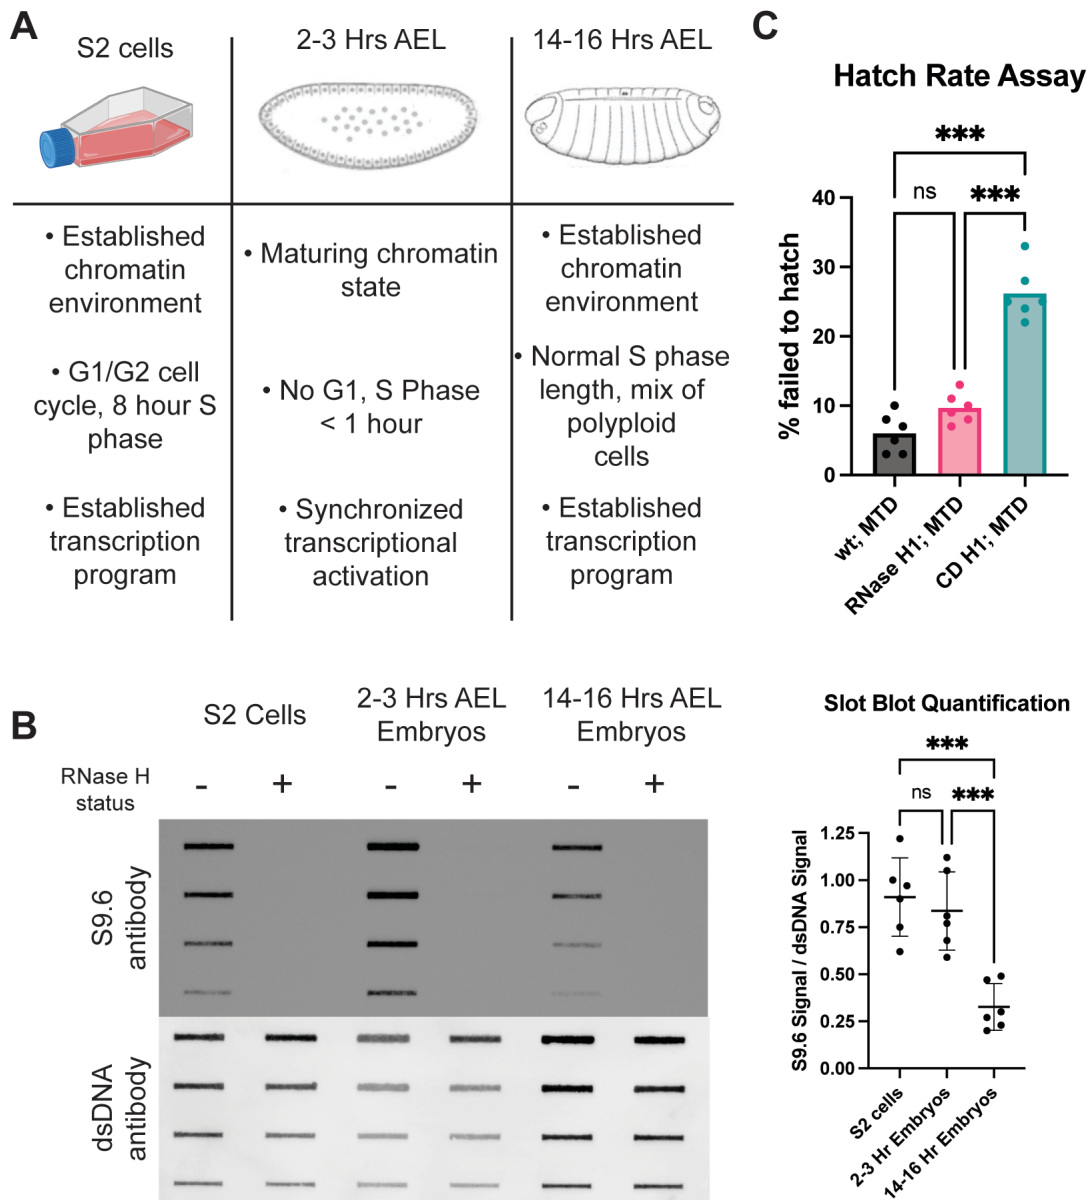 A
S2 cells
2-3 Hrs AEL
14-16 Hrs AEL
• Established
chromatin
environment
• G1/G2 cell
cycle, 8 hour S
phase
• Established
transcription
program
• Maturing chromatin
state
• No G1, S Phase
< 1 hour
• Synchronized
transcriptional
activation
• Established
chromatin
environment
• Normal S phase
length, mix of
polyploid
cells
• Established
transcription
program
C
Hatch Rate Assay
***
ns
***
% failed to hatch
40
30
20
10
0
wt; MTD
RNase H1; MTD
CD H1; MTD
B
S2 Cells
2-3 Hrs AEL
Embryos
14-16 Hrs AEL
Embryos
RNase H
status
- + - + - +
S9.6
antibody
dsDNA
antibody
Slot Blot Quantification
***
ns
***
S9.6 Signal / dsDNA Signal
1.25
1.00
0.75
0.50
0.25
0.00
S2 cells
2-3 Hr Embryos
14-16 Hr Embryos